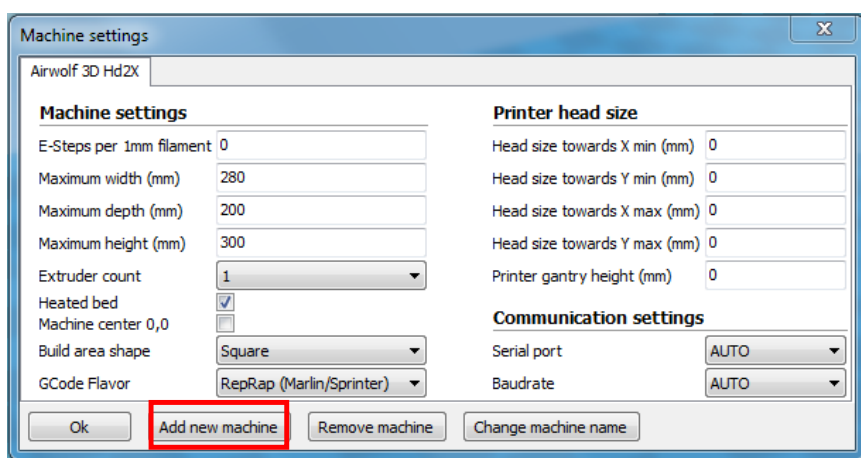 Machine settings
Airwolf 3D Hd2X
Machine settings
E-Steps per 1mm filament 0
Maximum width (mm) 280
Maximum depth (mm) 200
Maximum height (mm) 300
Extruder count 1
Heated bed
Machine center 0,0
Build area shape Square
GCode Flavor RepRap (Marlin/Sprinter)
Printer head size
Head size towards X min (mm) 0
Head size towards Y min (mm) 0
Head size towards X max (mm) 0
Head size towards Y max (mm) 0
Printer gantry height (mm) 0
Communication settings
Serial port AUTO
Baudrate AUTO
Ok Add new machine Remove machine Change machine name